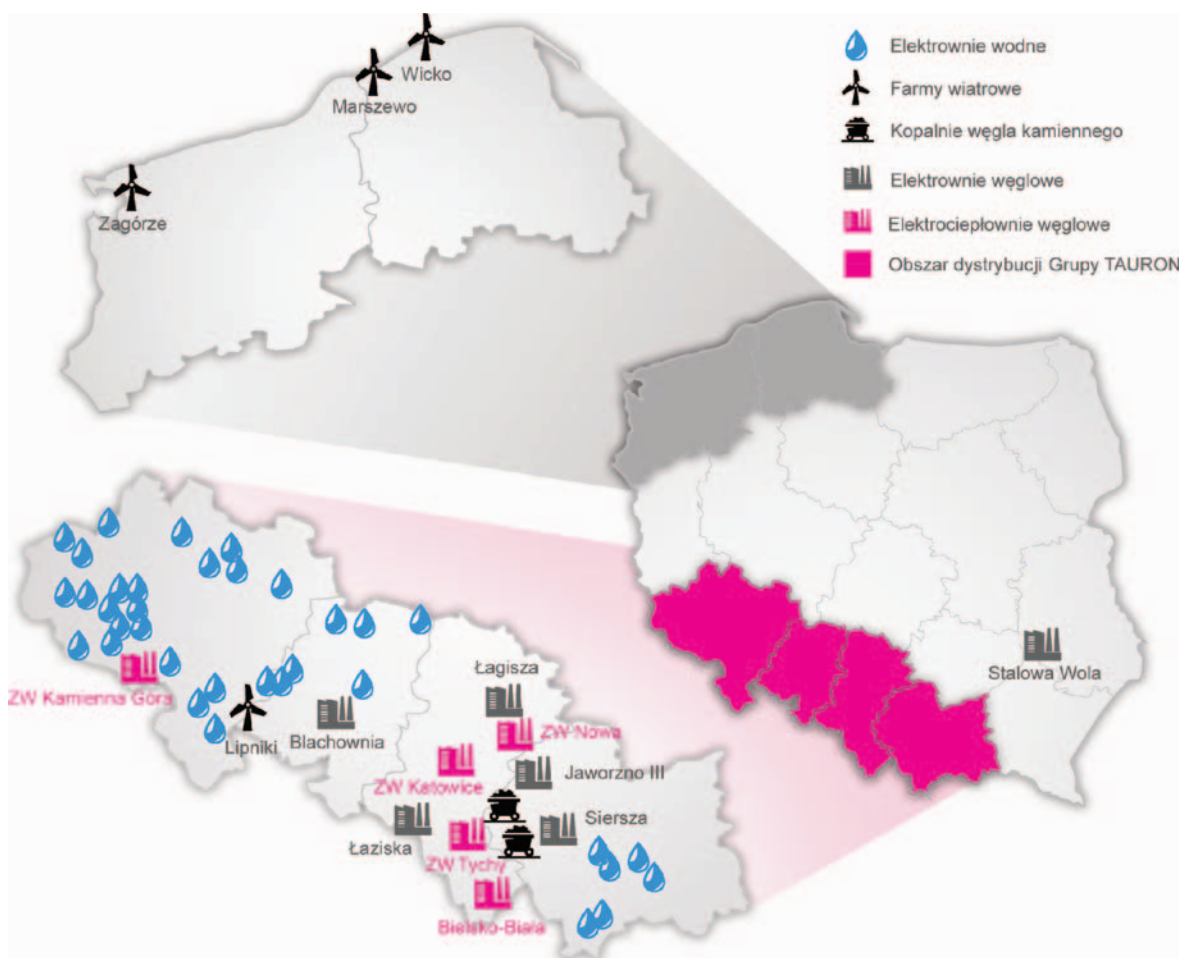 Wicko
Marszewo
Zagórze
Elektrownie wodne
Farmy wiatrowe
Kopalnie węgla kamiennego
Elektrownie węglowe
Elektrociepłownie węglowe
Obszar dystrybucji Grupy TAURON
Stalowa Wola
Łagisza
ZW Kamienna Góra
ZW Nowa
Lipniki
Blachownia
Jaworzno III
ZW Katowice
Siersza
Łaziska
ZW Tychy
Bielsko-Biała